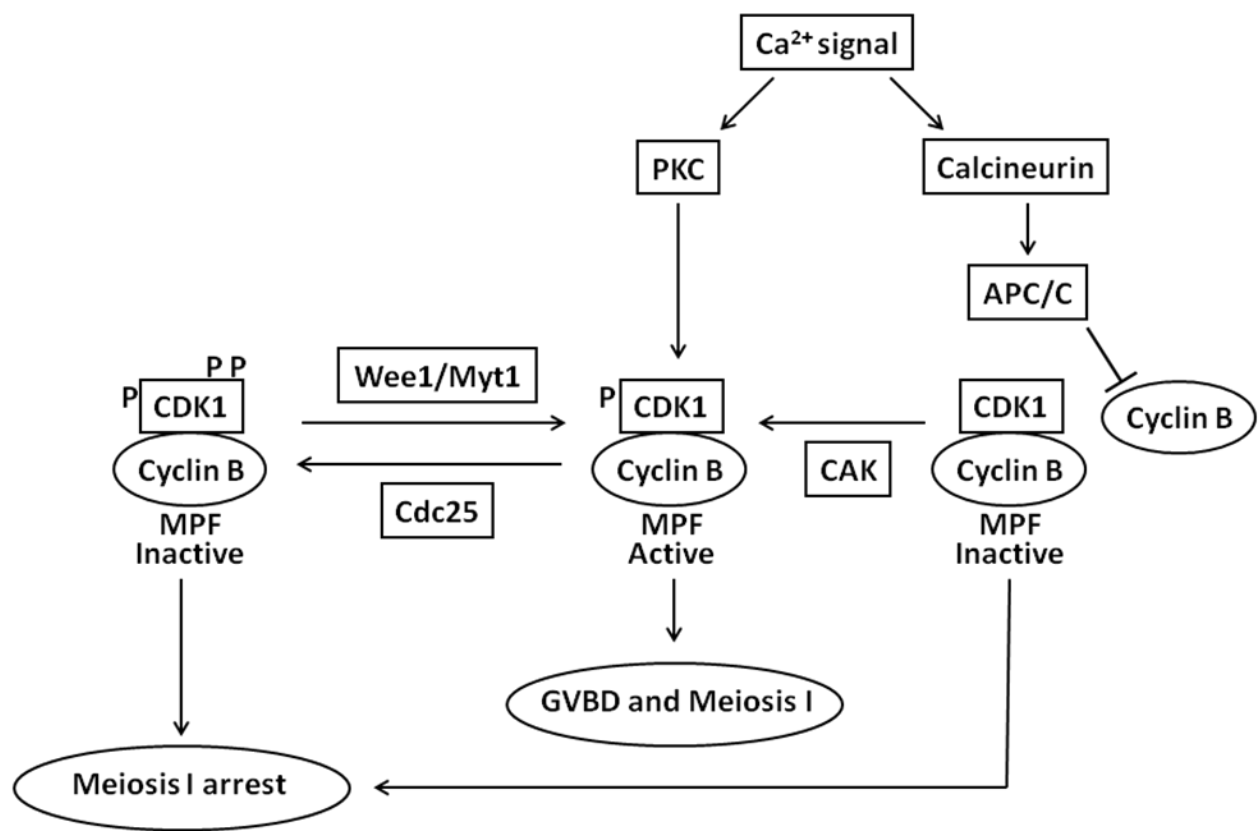 Ca²⁺ signal
PKC
Calcineurin
APC/C
P P
P
CDK1
Cyclin B
MPF
Inactive
Wee1/Myt1
Cdc25
P
CDK1
Cyclin B
MPF
Active
CAK
CDK1
Cyclin B
MPF
Inactive
Cyclin B
GVBD and Meiosis I
Meiosis I arrest